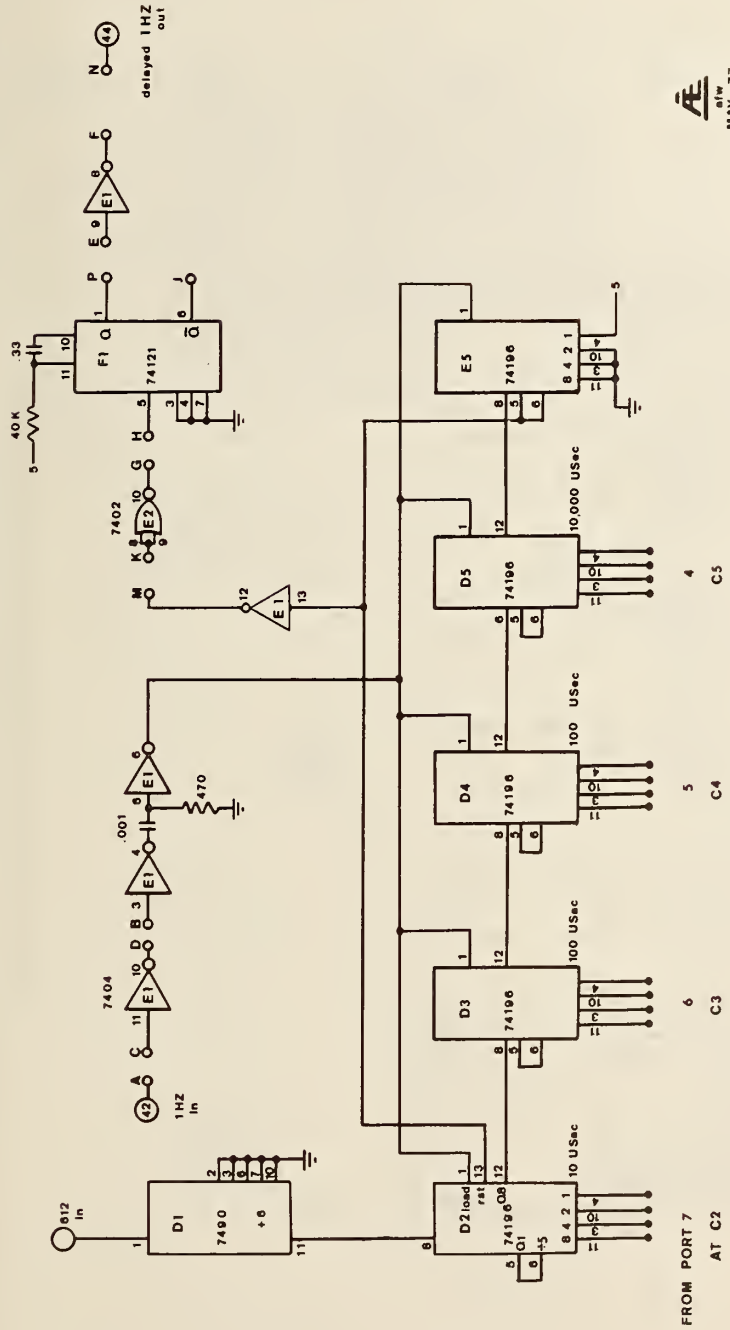 40 K
5
.33
11
10
F1
Q
1
P
E
9
E1
8
F
N
44
delayed 1HZ
out
74121
Q
6
J
5
3
4
7
H
G
10
7402
E2
8
9
K
M
12
E1
13
612
in
1
D1
7490
÷6
2
3
6
7
10
11
42
1HZ
in
A
C
11
7404
E1
10
D
B
3
E1
4
.001
5
E1
6
470
8
D2
load
rst
1
13
74196
Q8
12
Q1
÷5
5
6
8 4 2 1
11 3 10 4
10 USec
D3
74196
1
12
8
5
6
11 3 10 4
100 USec
D4
74196
1
12
8
5
6
11 3 10 4
100 USec
D5
74196
1
12
6
5
6
11 3 10 4
10,000 USec
E5
74196
1
8
5
6
8 4 2 1
11 3 10 4
5
FROM PORT 7 6 5 4
AT C2 C3 C4 C5
AE
afw